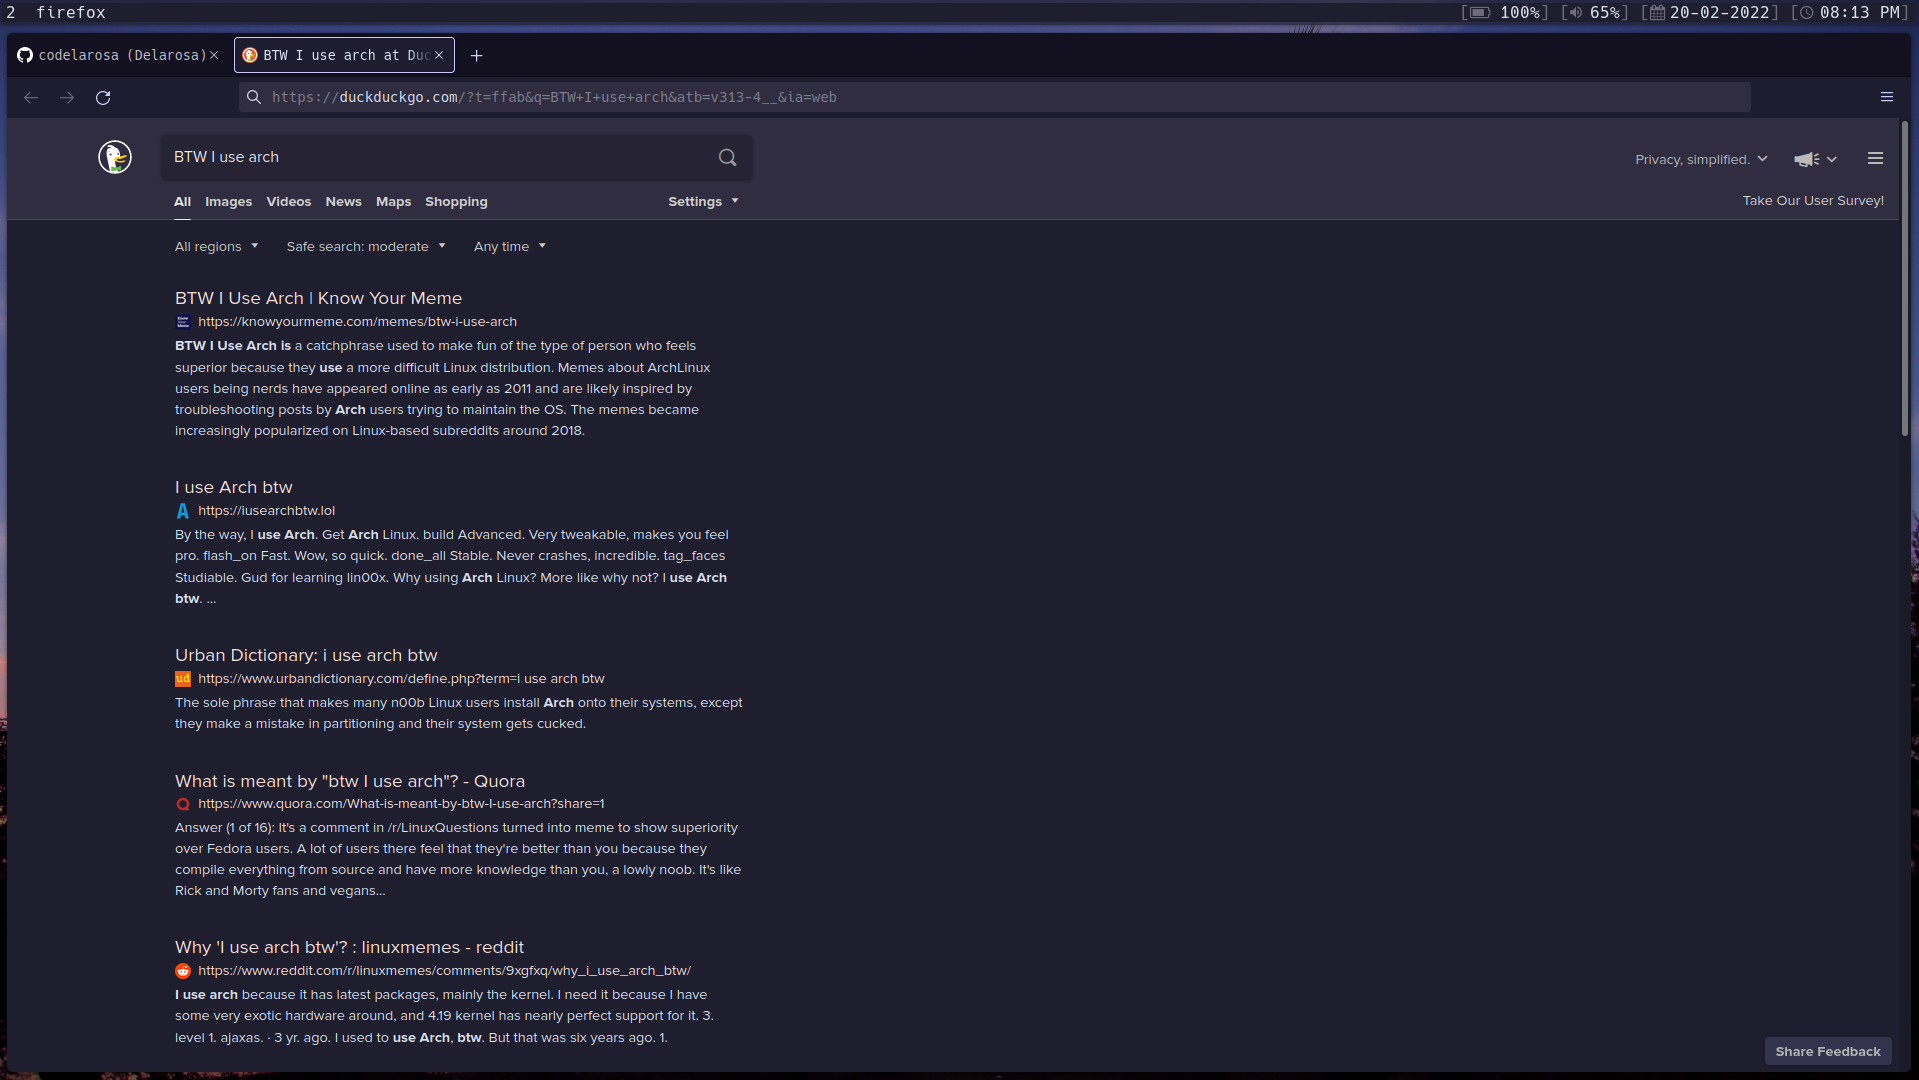 2 firefox [ 100%] [ 65%] [ 20-02-2022] [ 08:13 PM]
codelarosa (Delarosa) × BTW I use arch at Duc × +
https://duckduckgo.com/?t=ffab&q=BTW+I+use+arch&atb=v313-4__&ia=web
BTW I use arch
Privacy, simplified.
All Images Videos News Maps Shopping Settings
Take Our User Survey!
All regions Safe search: moderate Any time
BTW I Use Arch | Know Your Meme
Know Your Meme https://knowyourmeme.com/memes/btw-i-use-arch
BTW I Use Arch is a catchphrase used to make fun of the type of person who feels
superior because they use a more difficult Linux distribution. Memes about ArchLinux
users being nerds have appeared online as early as 2011 and are likely inspired by
troubleshooting posts by Arch users trying to maintain the OS. The memes became
increasingly popularized on Linux-based subreddits around 2018.
I use Arch btw
A https://iusearchbtw.lol
By the way, I use Arch. Get Arch Linux. build Advanced. Very tweakable, makes you feel
pro. flash_on Fast. Wow, so quick. done_all Stable. Never crashes, incredible. tag_faces
Studiable. Gud for learning lin00x. Why using Arch Linux? More like why not? I use Arch
btw. ...
Urban Dictionary: i use arch btw
ud https://www.urbandictionary.com/define.php?term=i use arch btw
The sole phrase that makes many n00b Linux users install Arch onto their systems, except
they make a mistake in partitioning and their system gets cucked.
What is meant by "btw I use arch"? - Quora
https://www.quora.com/What-is-meant-by-btw-I-use-arch?share=1
Answer (1 of 16): It's a comment in /r/LinuxQuestions turned into meme to show superiority
over Fedora users. A lot of users there feel that they're better than you because they
compile everything from source and have more knowledge than you, a lowly noob. It's like
Rick and Morty fans and vegans...
Why 'I use arch btw'? : linuxmemes - reddit
https://www.reddit.com/r/linuxmemes/comments/9xgfxq/why_i_use_arch_btw/
I use arch because it has latest packages, mainly the kernel. I need it because I have
some very exotic hardware around, and 4.19 kernel has nearly perfect support for it. 3.
level 1. ajaxas. · 3 yr. ago. I used to use Arch, btw. But that was six years ago. 1.
Share Feedback